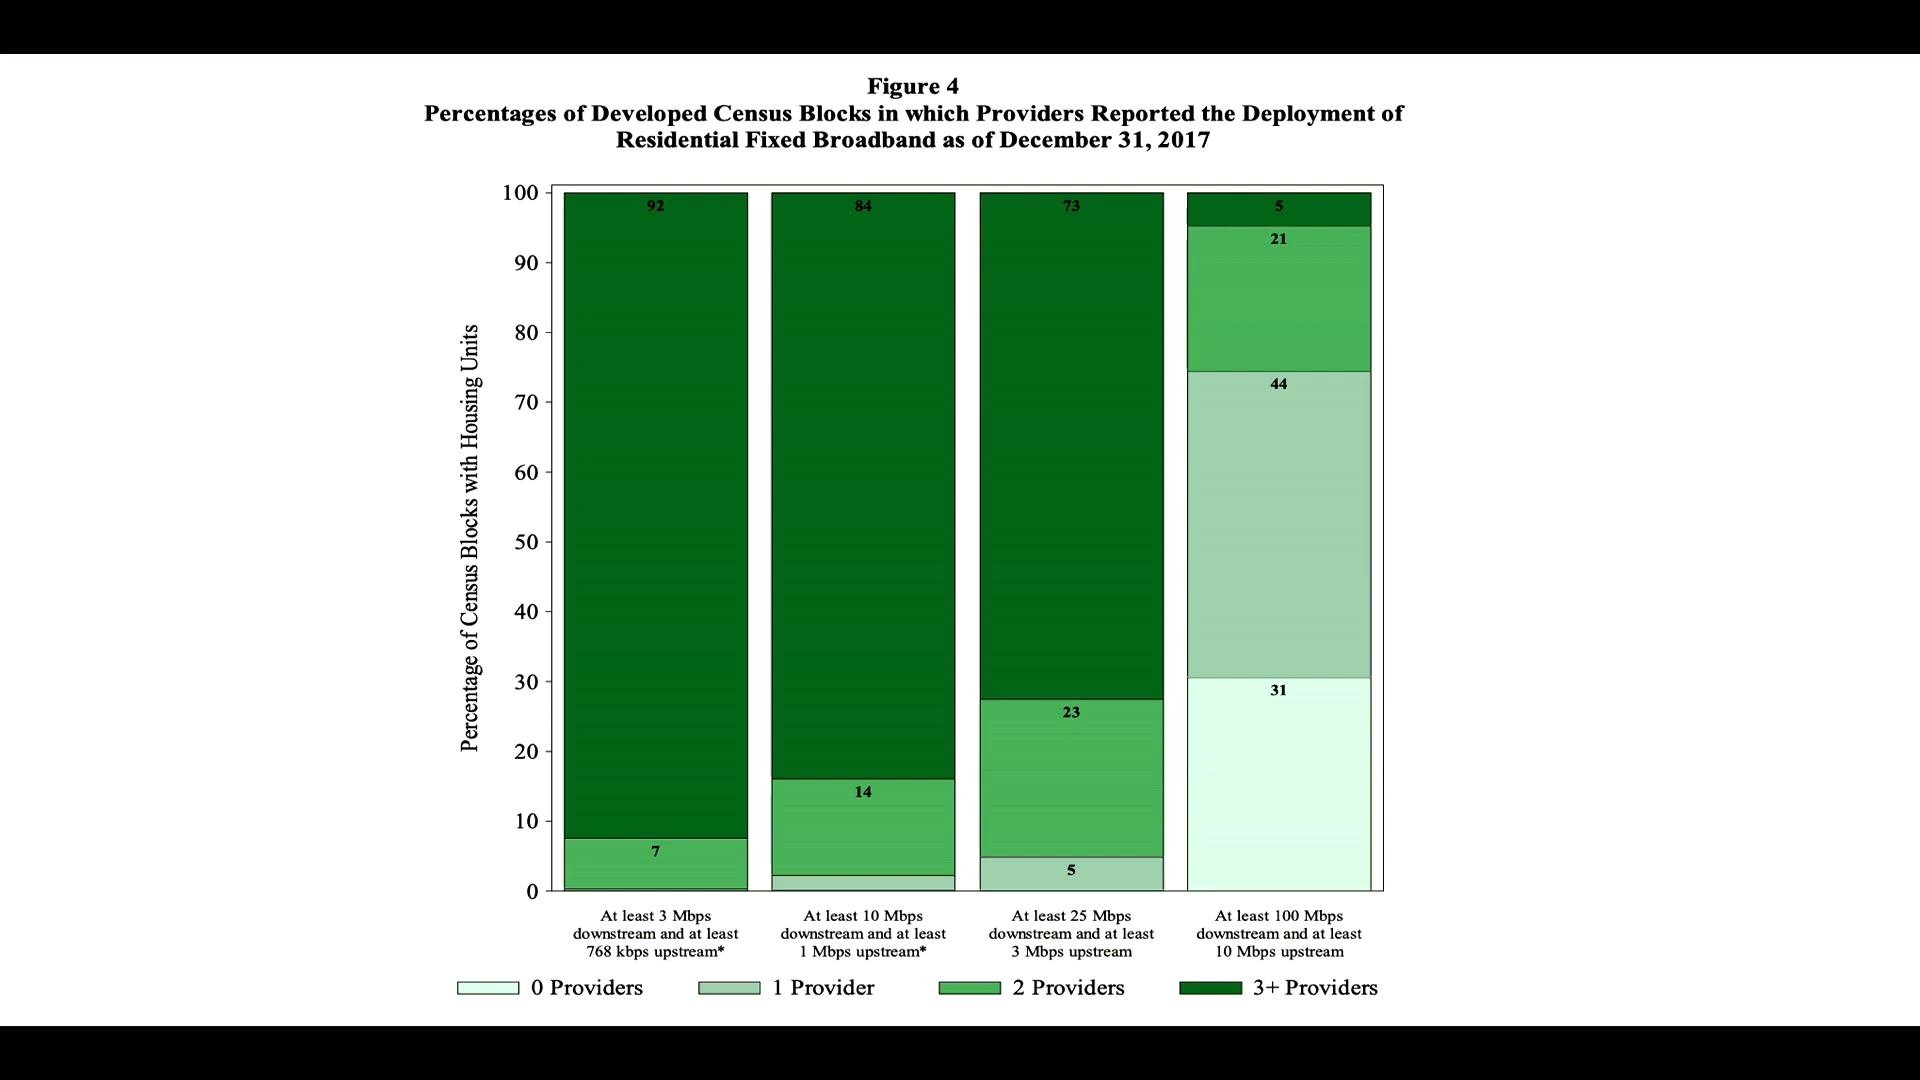 Figure 4
Percentages of Developed Census Blocks in which Providers Reported the Deployment of
Residential Fixed Broadband as of December 31, 2017
Percentage of Census Blocks with Housing Units
100
90
80
70
60
50
40
30
20
10
0
92
7
84
14
73
23
5
5
21
44
31
At least 3 Mbps
downstream and at least
768 kbps upstream*
At least 10 Mbps
downstream and at least
1 Mbps upstream*
At least 25 Mbps
downstream and at least
3 Mbps upstream
At least 100 Mbps
downstream and at least
10 Mbps upstream
0 Providers
1 Provider
2 Providers
3+ Providers